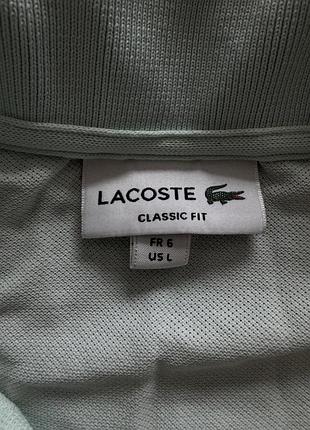 LACOSTE
CLASSIC FIT
FR 6
US L